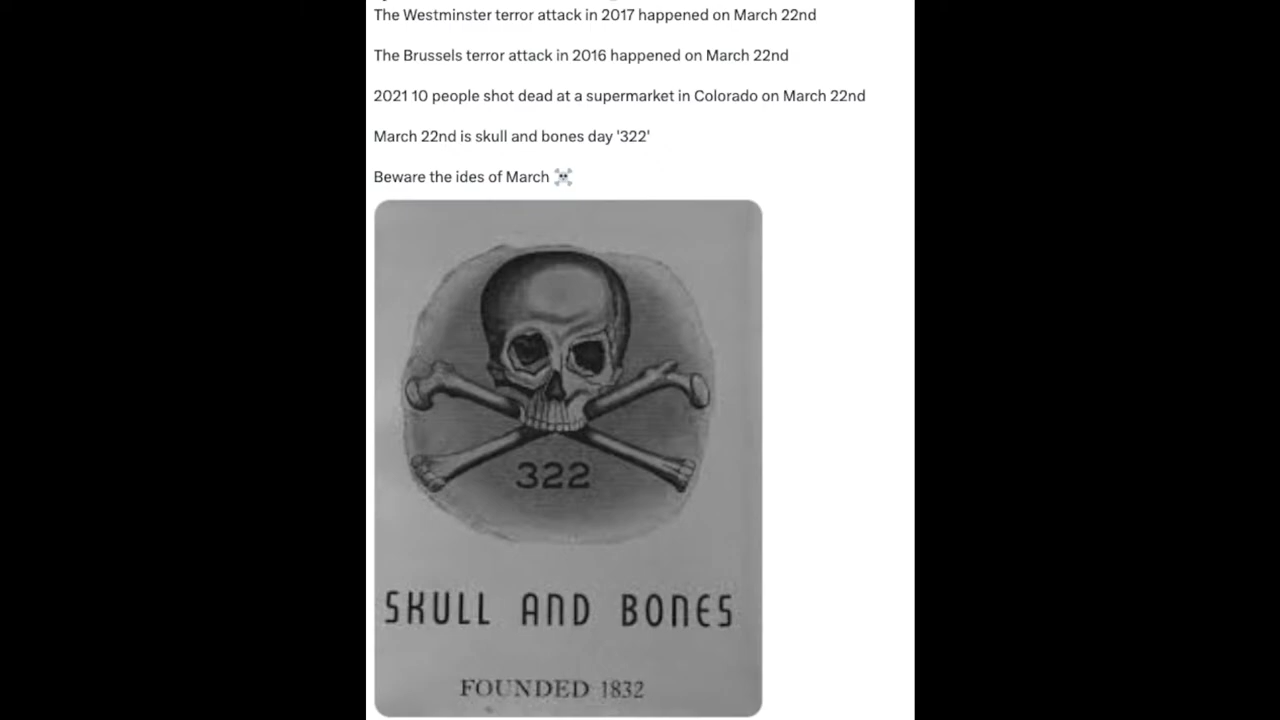 The Westminster terror attack in 2017 happened on March 22nd
The Brussels terror attack in 2016 happened on March 22nd
2021 10 people shot dead at a supermarket in Colorado on March 22nd
March 22nd is skull and bones day '322'
Beware the ides of March ☠️
322
SKULL AND BONES
FOUNDED 1832